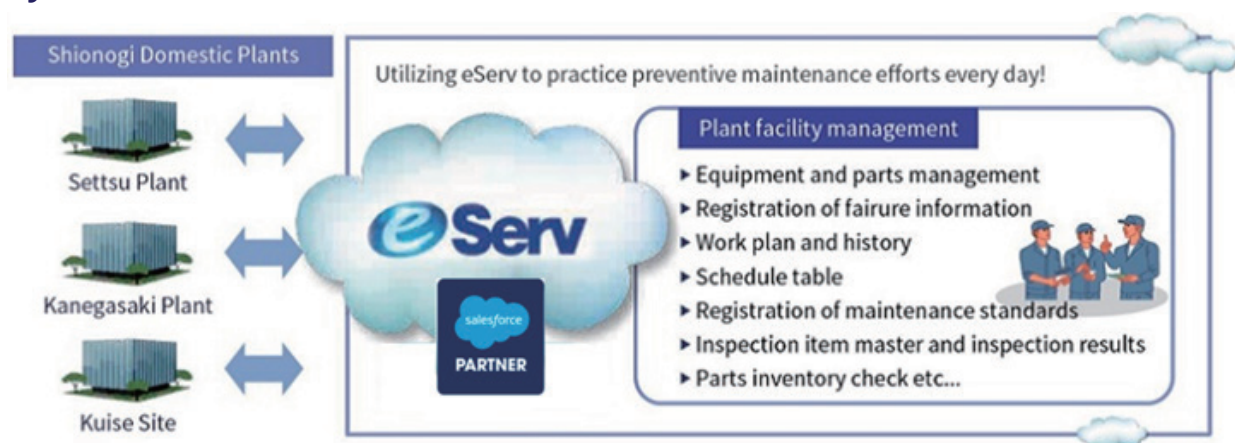 Shionogi Domestic Plants
Settsu Plant
Kanegasaki Plant
Kuise Site
Utilizing eServ to practice preventive maintenance efforts every day!
eServ
salesforce
PARTNER
Plant facility management
▸ Equipment and parts management
▸ Registration of fairure information
▸ Work plan and history
▸ Schedule table
▸ Registration of maintenance standards
▸ Inspection item master and inspection results
▸ Parts inventory check etc...